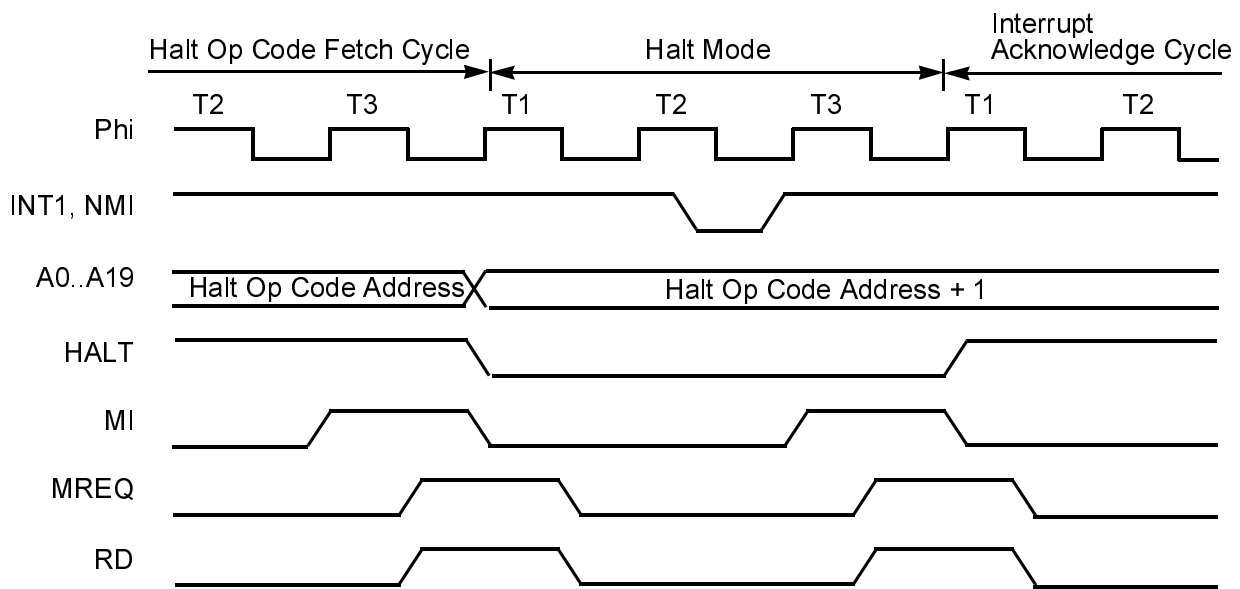 Interrupt
Halt Op Code Fetch Cycle Halt Mode Acknowledge Cycle
T2 T3 T1 T2 T3 T1 T2
Phi
INT1, NMI
A0..A19 Halt Op Code Address Halt Op Code Address + 1
HALT
MI
MREQ
RD